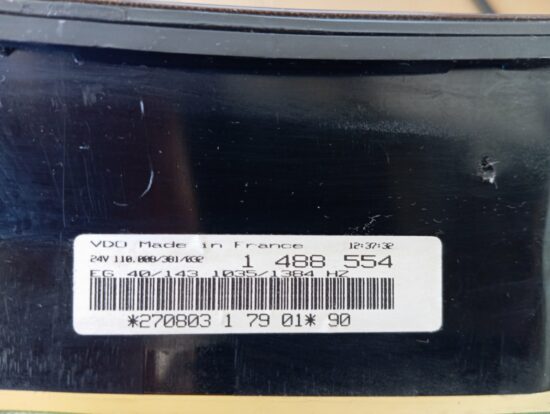 VDO Made in France 12:37:32
24V 110.008/381/032 1 488 554
EG 40/143 1035/1384 HZ
*270803 1 79 01* 90